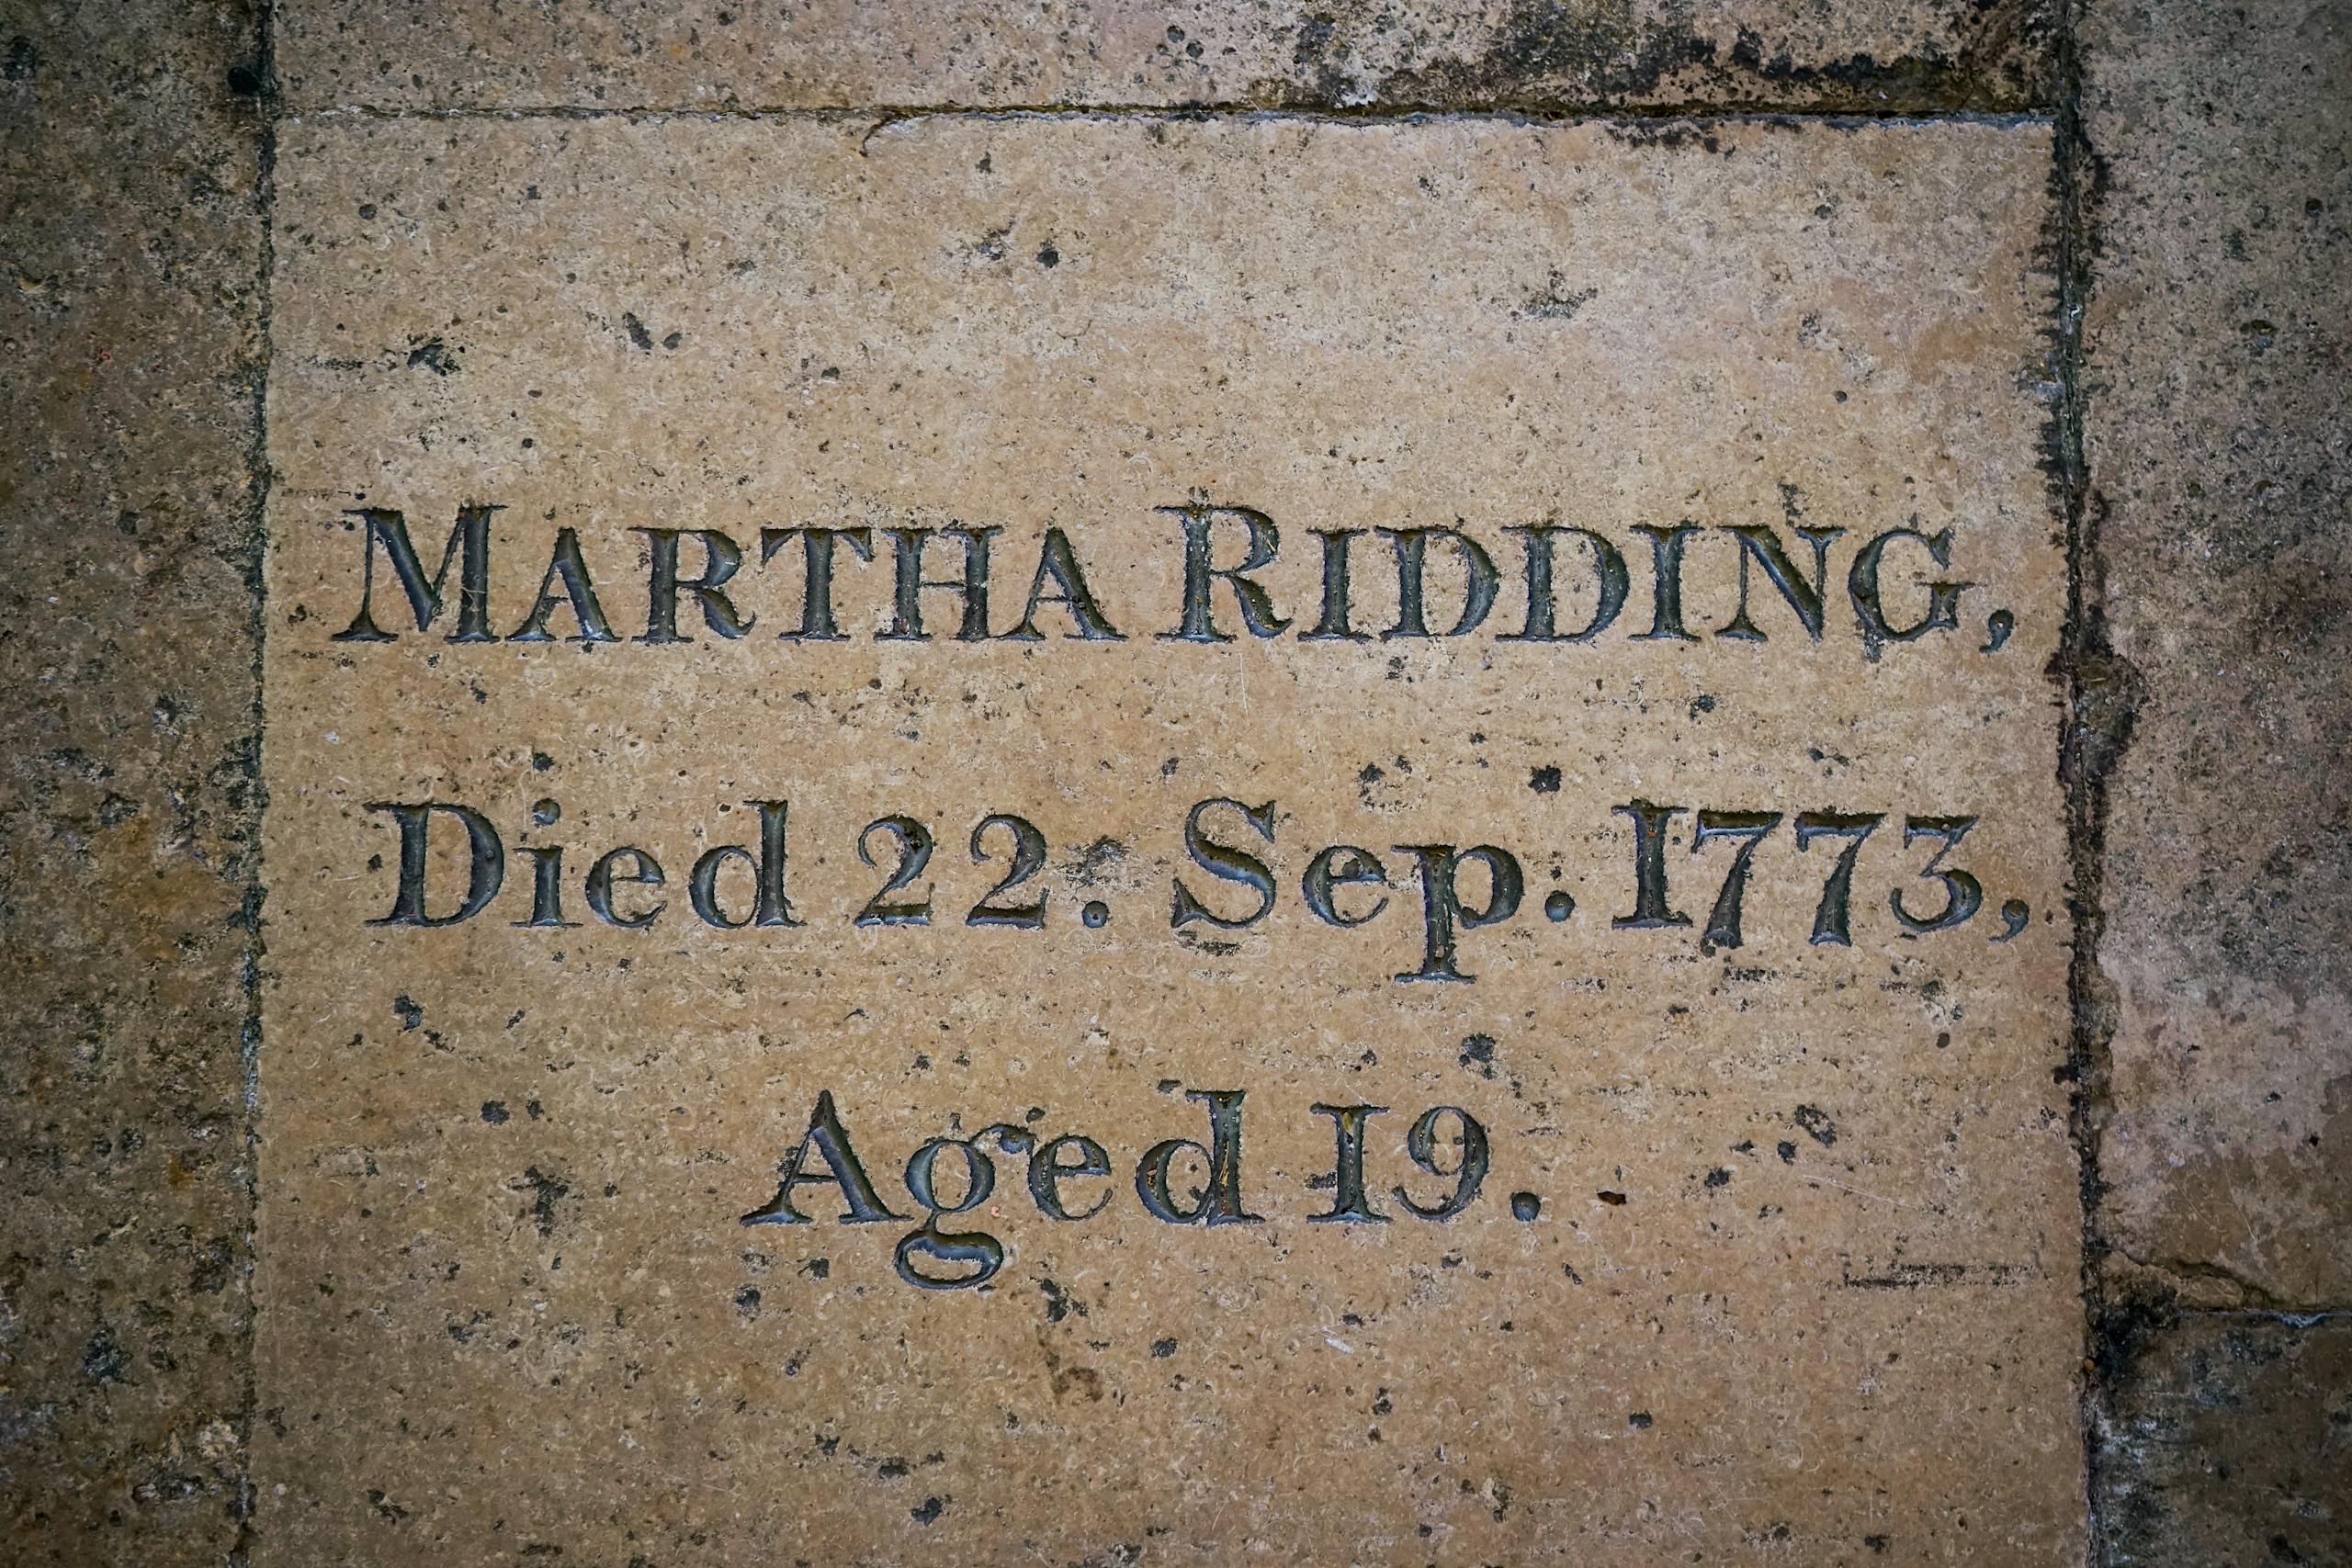 MARTHA RIDDING,
Died 22. Sep. 1773,
Aged 19.